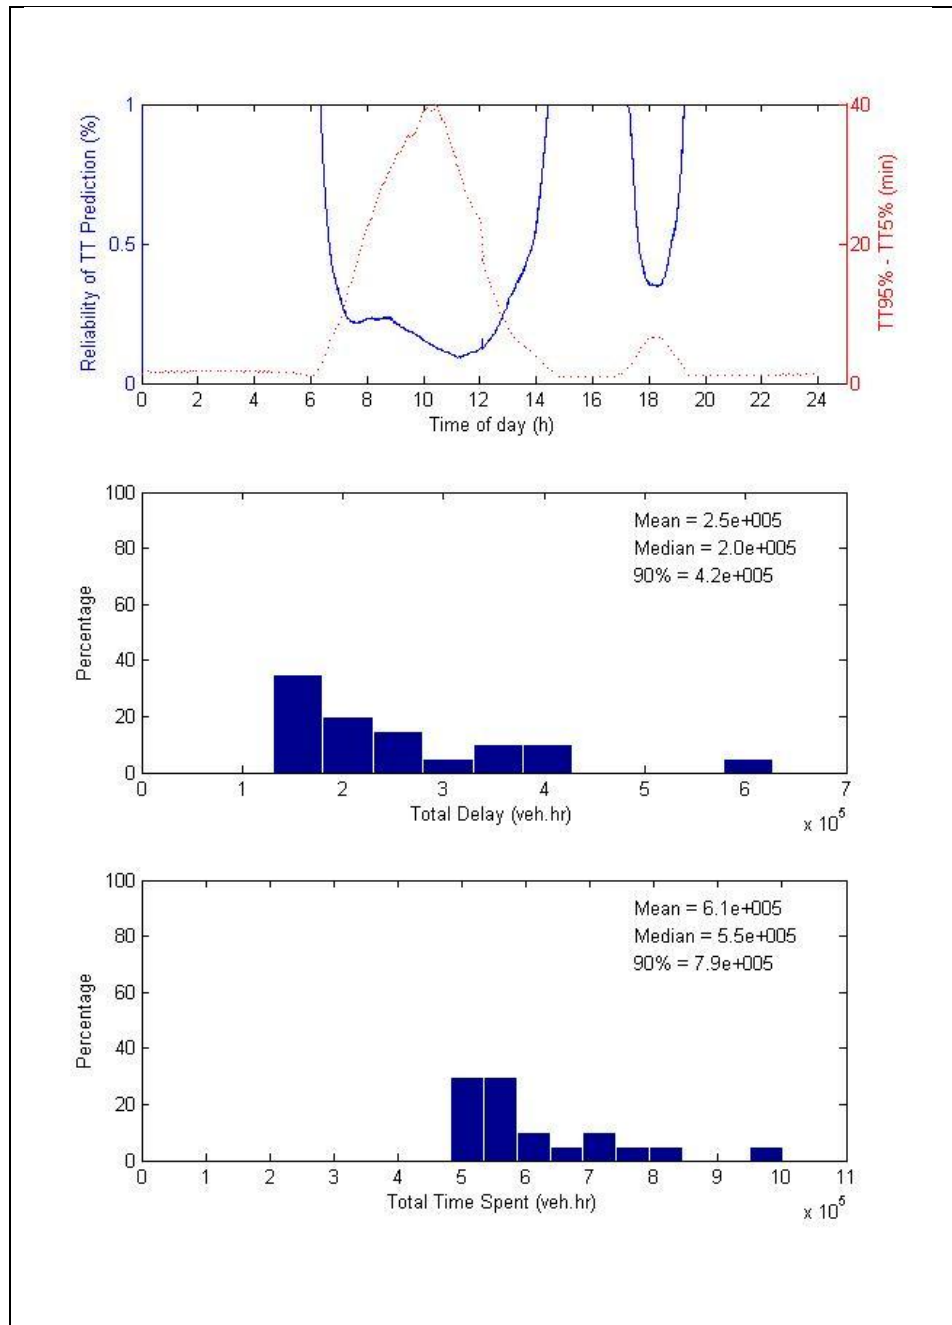 1
0.5
0
Reliability of TT Prediction (%)
40
20
0
TT95% - TT5% (min)
0 2 4 6 8 10 12 14 16 18 20 22 24
Time of day (h)
100
80
60
40
20
0
Percentage
Mean = 2.5e+005
Median = 2.0e+005
90% = 4.2e+005
0 1 2 3 4 5 6 7
Total Delay (veh.hr)
x 10^5
100
80
60
40
20
0
Percentage
Mean = 6.1e+005
Median = 5.5e+005
90% = 7.9e+005
0 1 2 3 4 5 6 7 8 9 10 11
Total Time Spent (veh.hr)
x 10^5